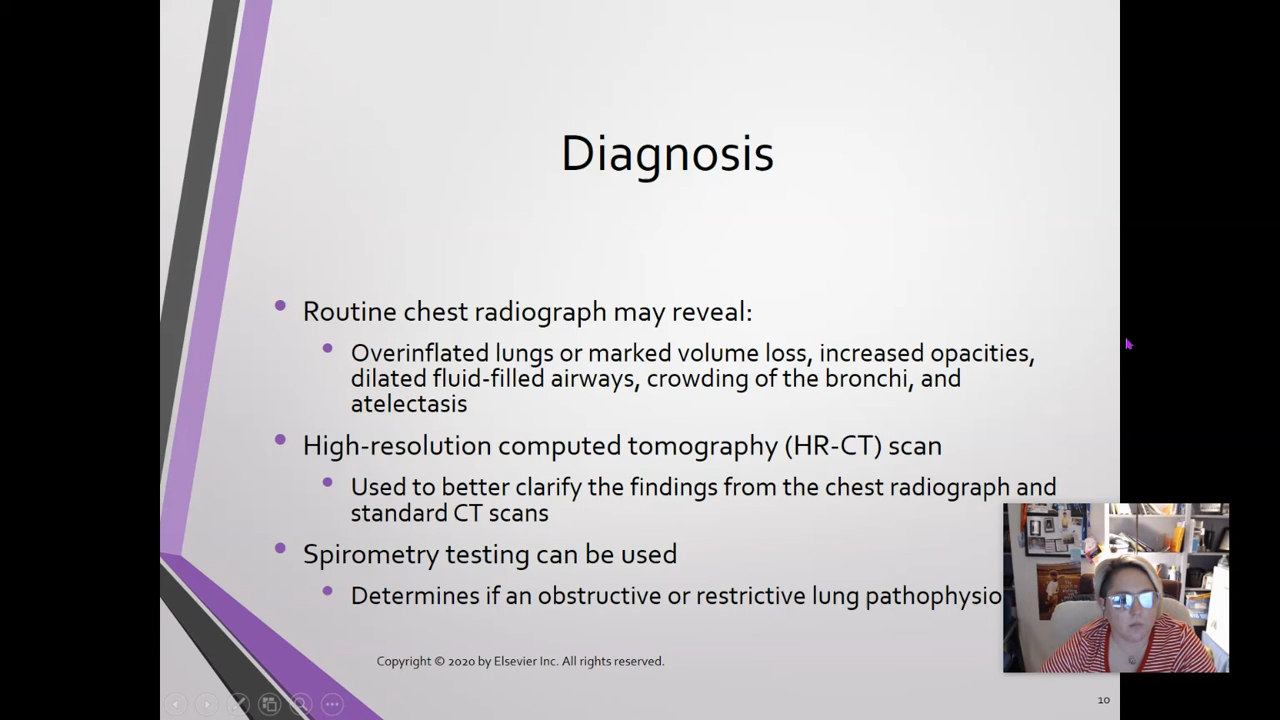 Diagnosis
Routine chest radiograph may reveal:
Overinflated lungs or marked volume loss, increased opacities,
dilated fluid-filled airways, crowding of the bronchi, and
atelectasis
High-resolution computed tomography (HR-CT) scan
Used to better clarify the findings from the chest radiograph and
standard CT scans
Spirometry testing can be used
Determines if an obstructive or restrictive lung pathophysio
Copyright © 2020 by Elsevier Inc. All rights reserved.
10